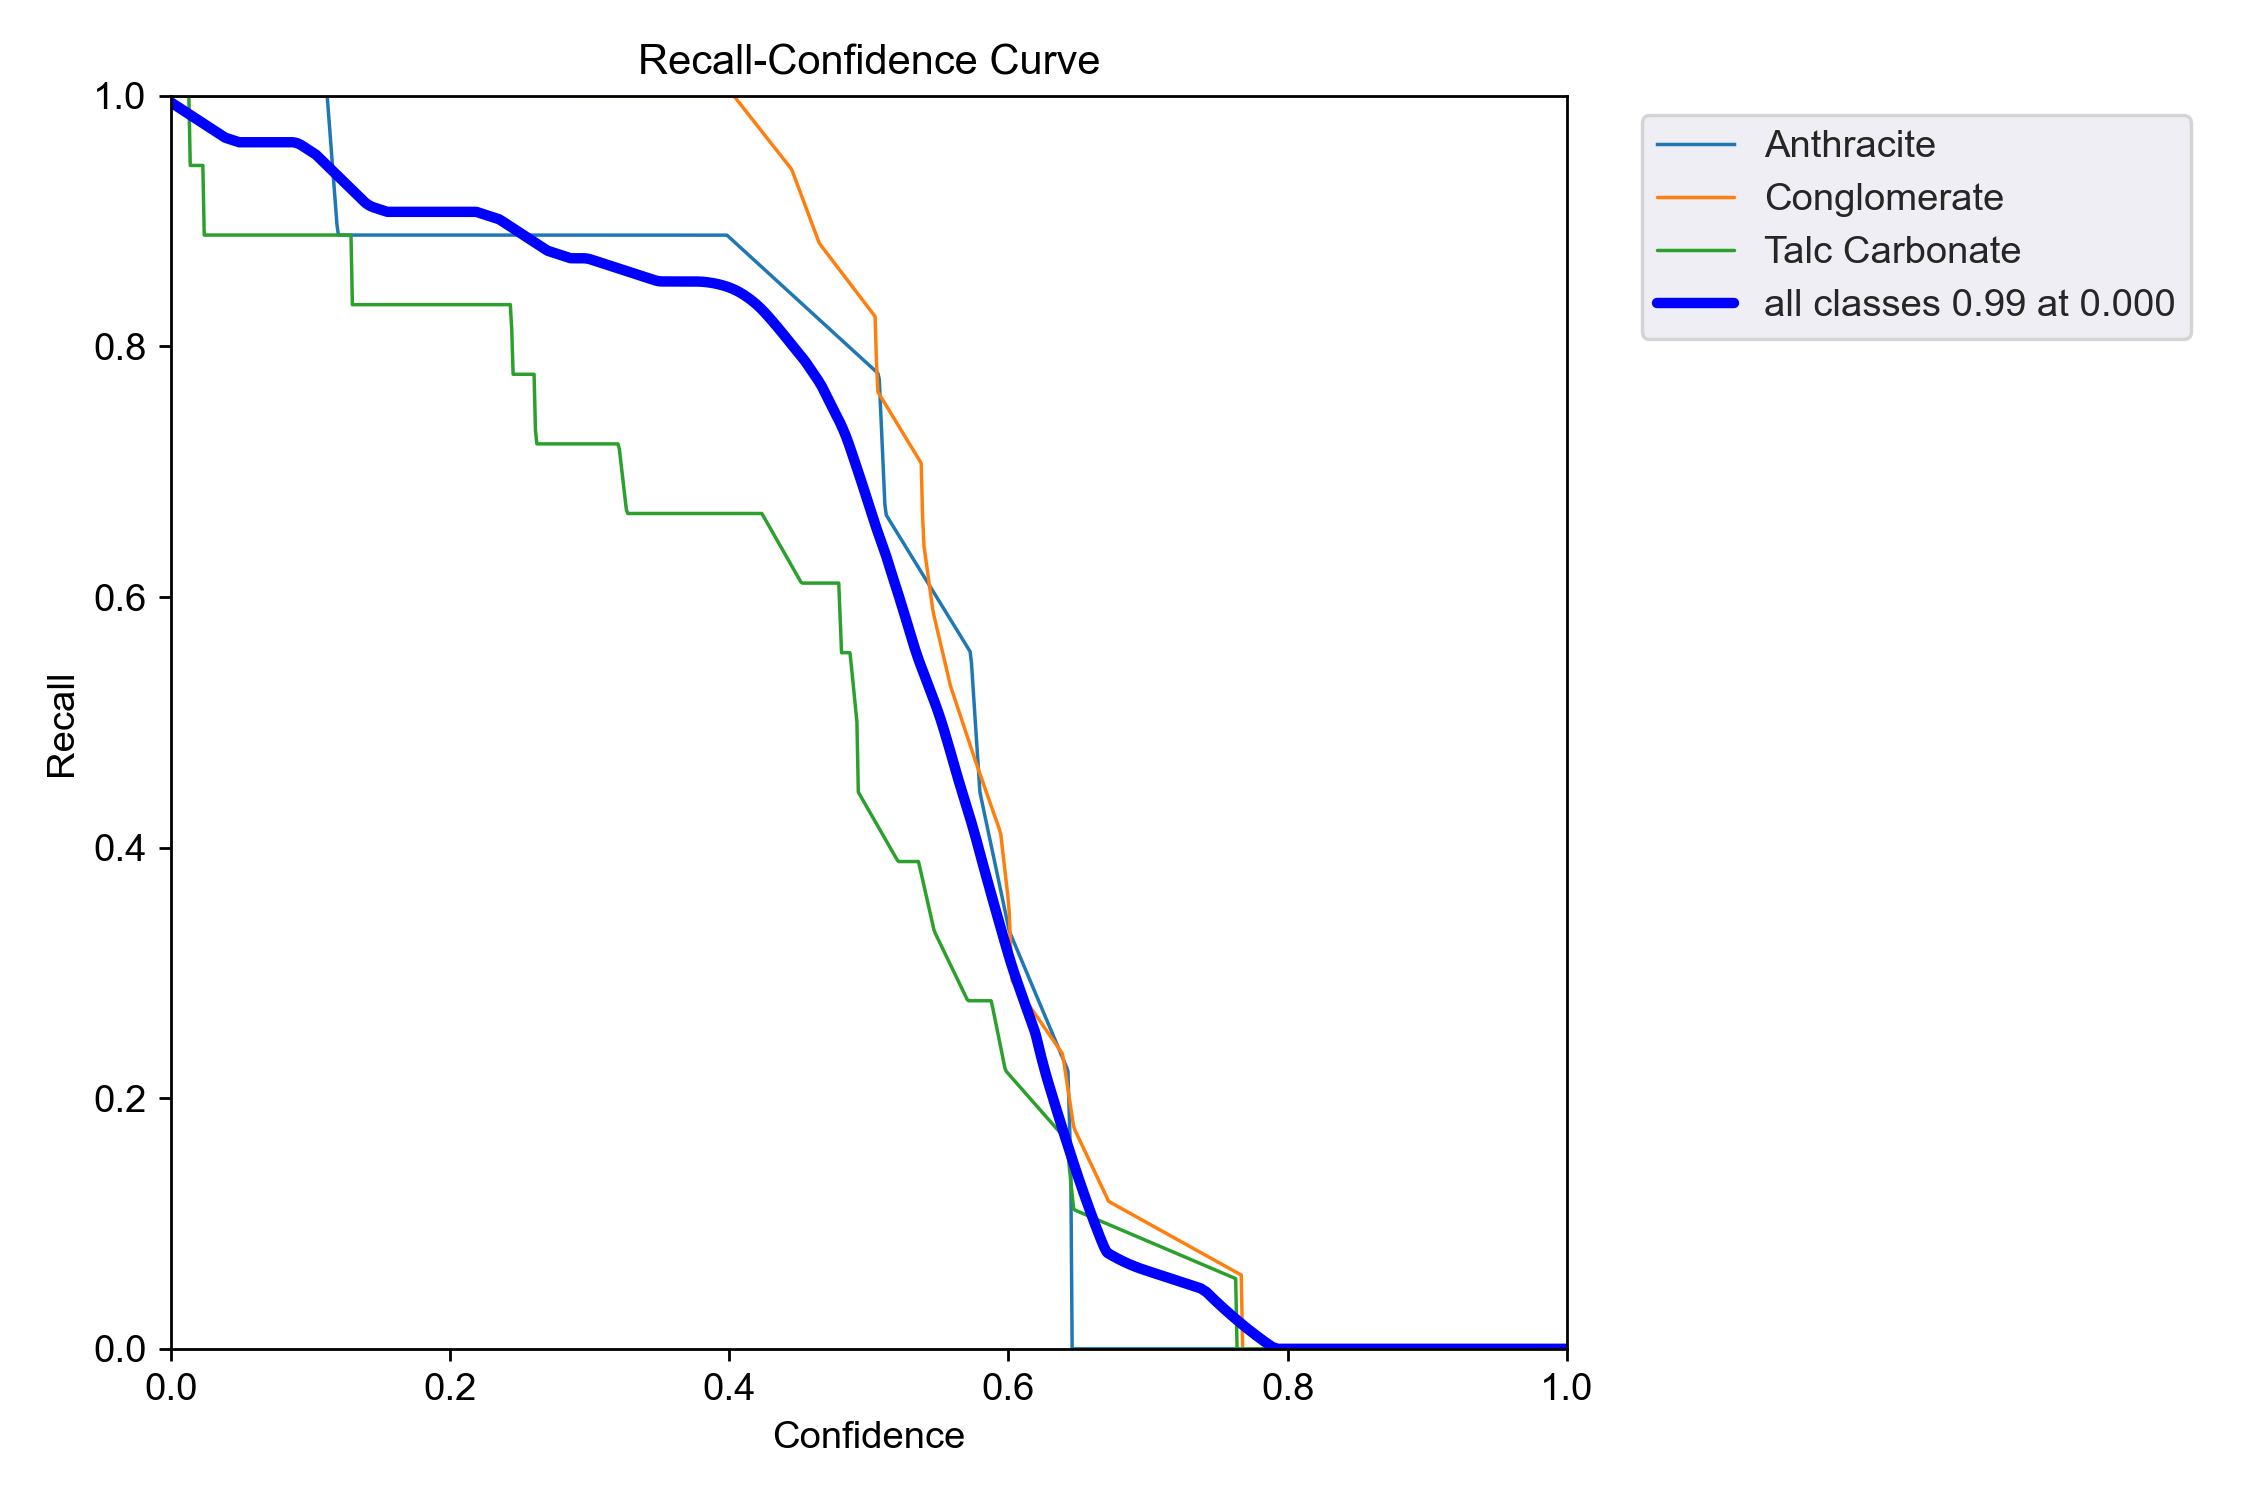 Recall-Confidence Curve
1.0
0.8
0.6
0.4
0.2
0.0
Recall
0.0 0.2 0.4 0.6 0.8 1.0
Confidence
Anthracite
Conglomerate
Talc Carbonate
all classes 0.99 at 0.000